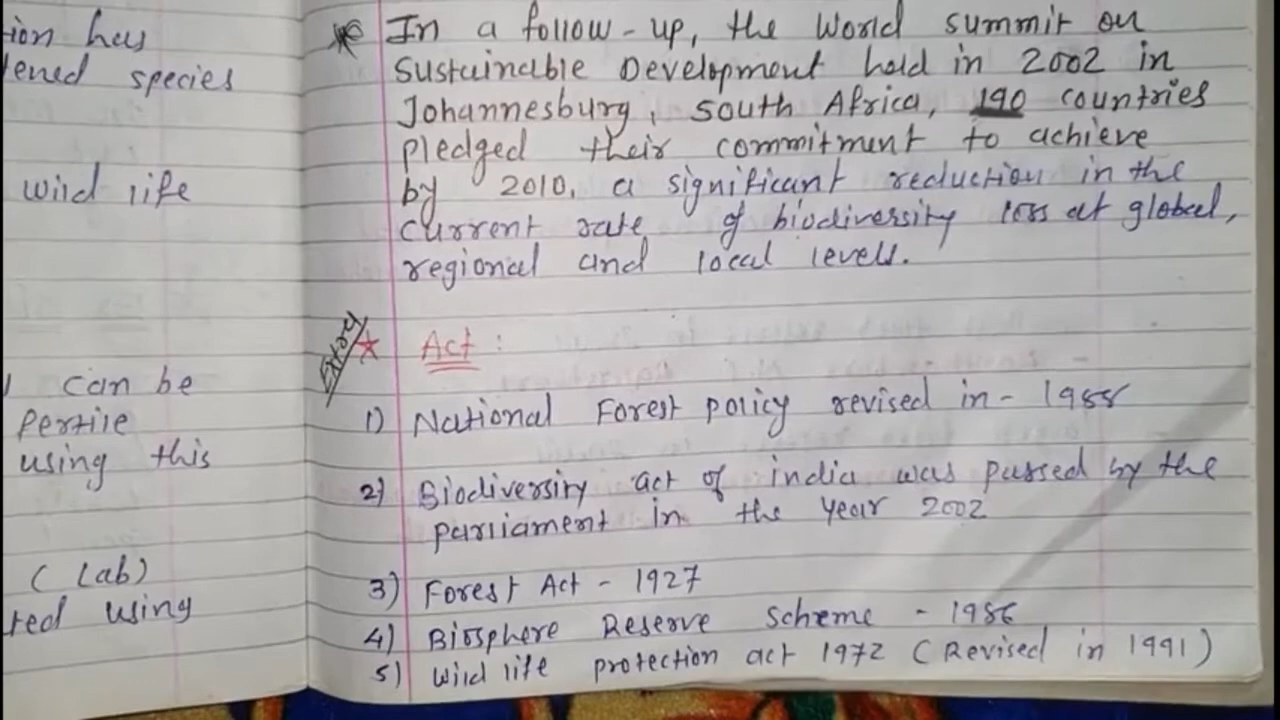 ion has
tened species
wild life
can be
Pertile
using this
( Lab)
ted using
* In a follow-up, the World summit on
Sustainable Development held in 2002 in
Johannesburg, south Africa, 190 countries
pledged their commitment to achieve
by 2010, a significant reduction in the
current rate of biodiversity loss at global,
regional and local levels.
Extra
* Act :
1) National Forest policy revised in - 1988
2) Biodiversity act of india was passed by the
parliament in the year 2002
3) Forest Act - 1927
4) Biosphere Reserve Scheme - 1986
5) Wild life protection act 1972 ( Revised in 1991)